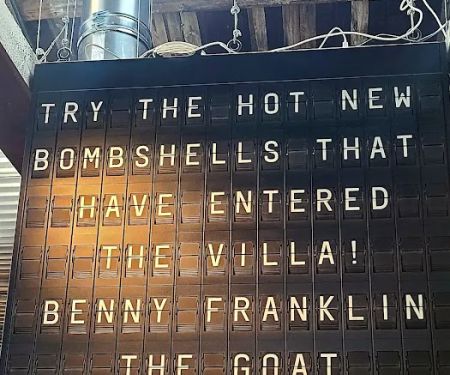 TRY THE HOT NEW
BOMBSHELLS THAT
HAVE ENTERED
THE VILLA!
BENNY FRANKLIN
THE GOAT